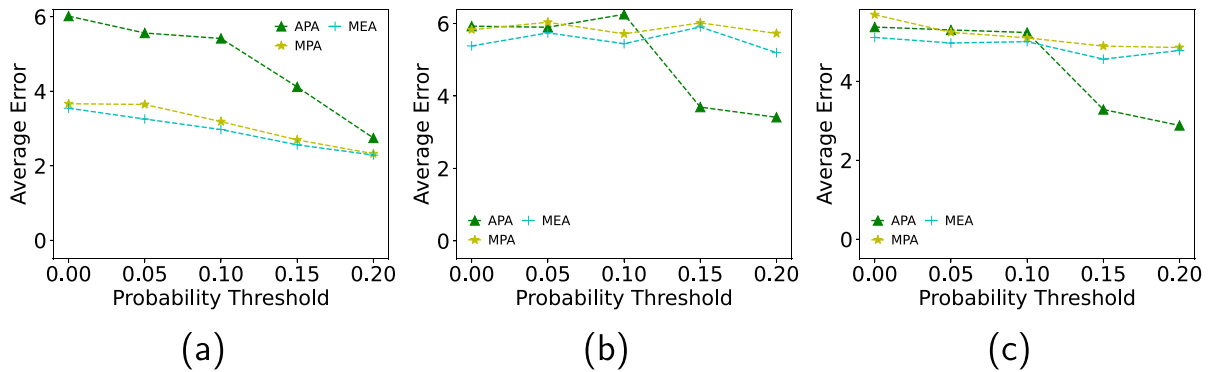 6
4
2
0
Average Error
APA MEA
MPA
0.00 0.05 0.10 0.15 0.20
Probability Threshold
(a)
6
4
2
0
Average Error
APA MEA
MPA
0.00 0.05 0.10 0.15 0.20
Probability Threshold
(b)
4
2
0
Average Error
APA MEA
MPA
0.00 0.05 0.10 0.15 0.20
Probability Threshold
(c)